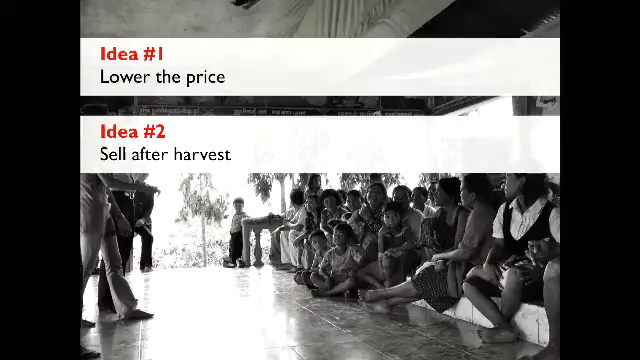 Idea #1
Lower the price
Idea #2
Sell after harvest